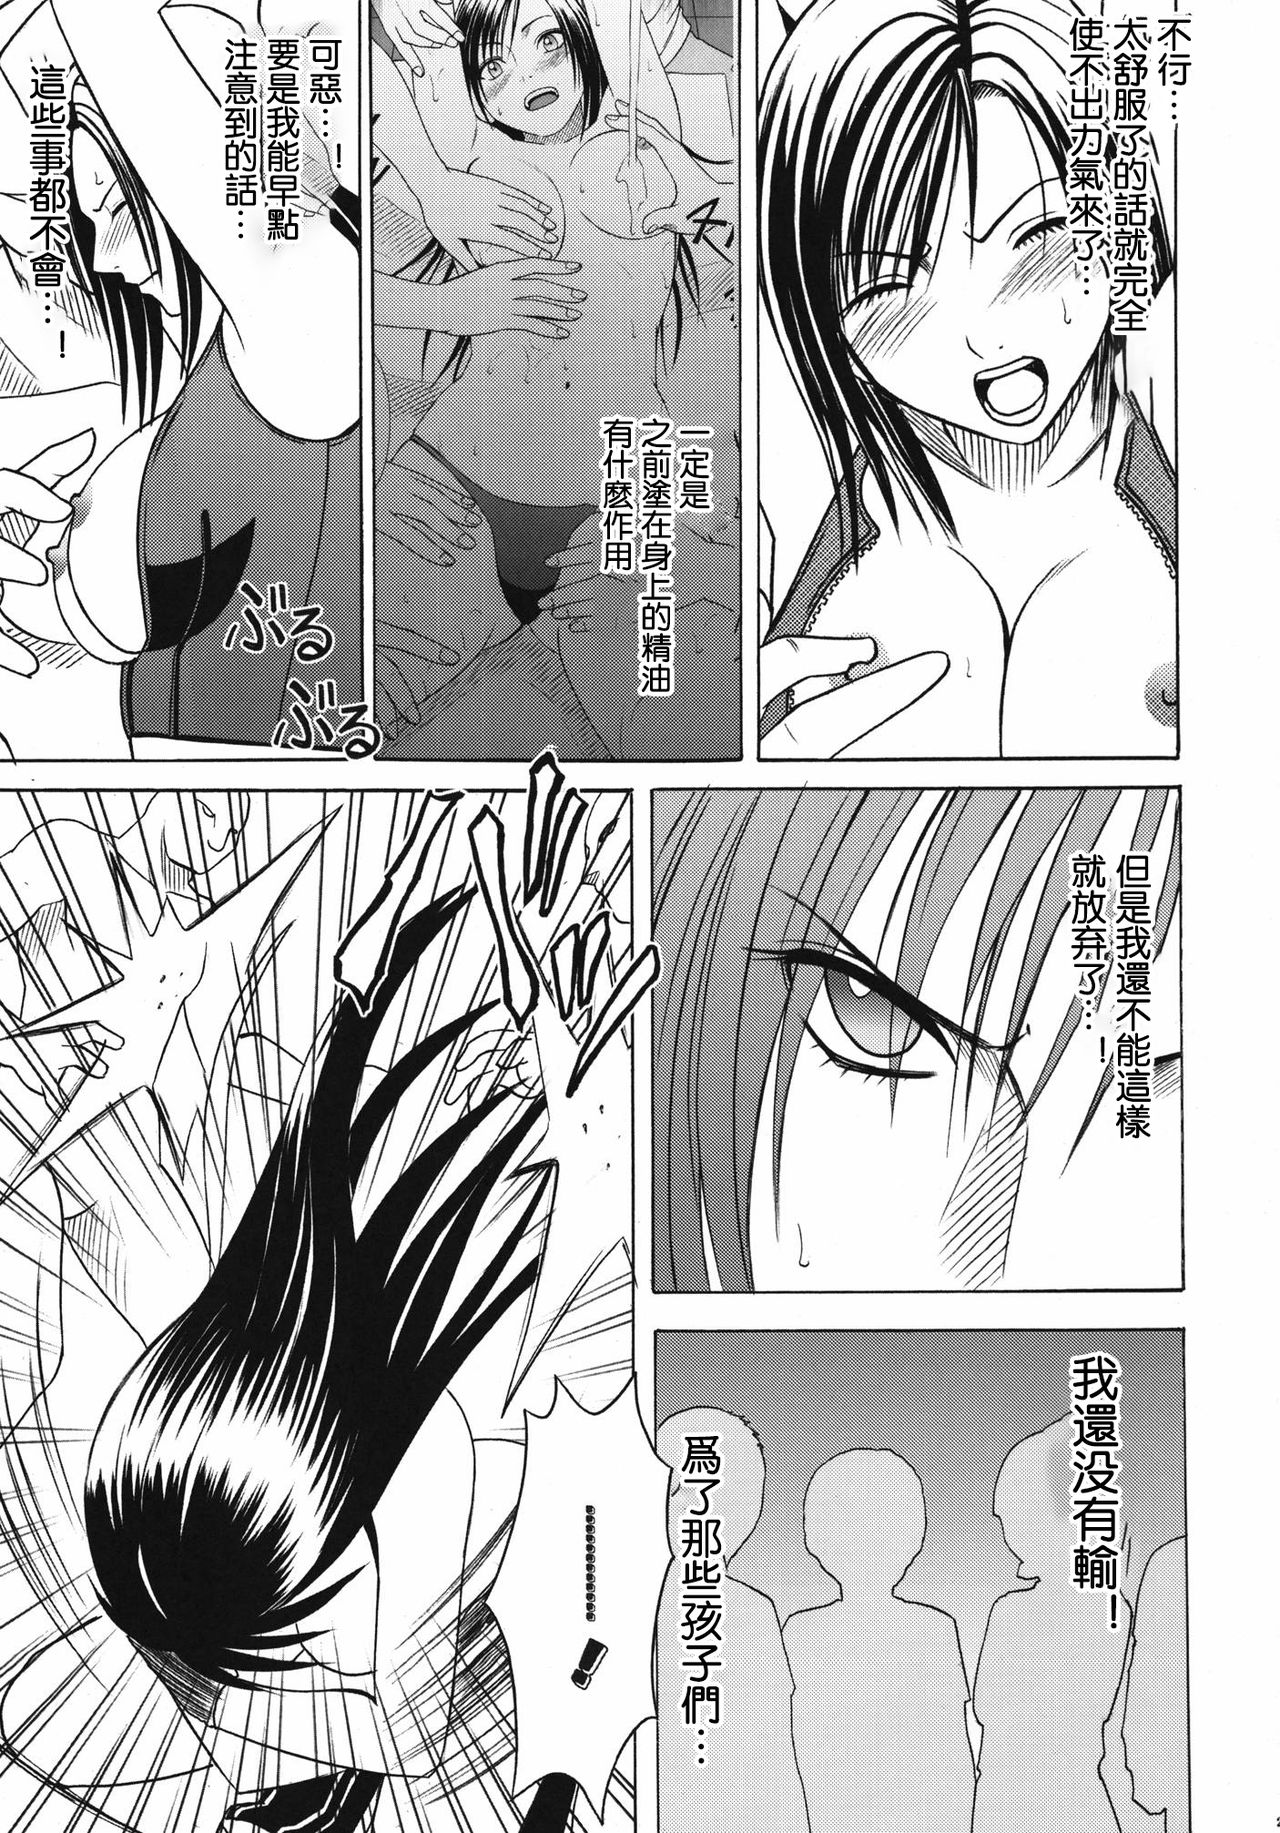 不行…
太舒服了的話就完全
使不出力氣來了…
一定是
之前塗在身上的精油
有什麼作用
可惡…！
要是我能早點
注意到的話…
這些事都不會…！
ぶる
ぶる
但是我還不能這樣
就放弃了…！
我還没有輸！
爲了那些孩子們…
…………！